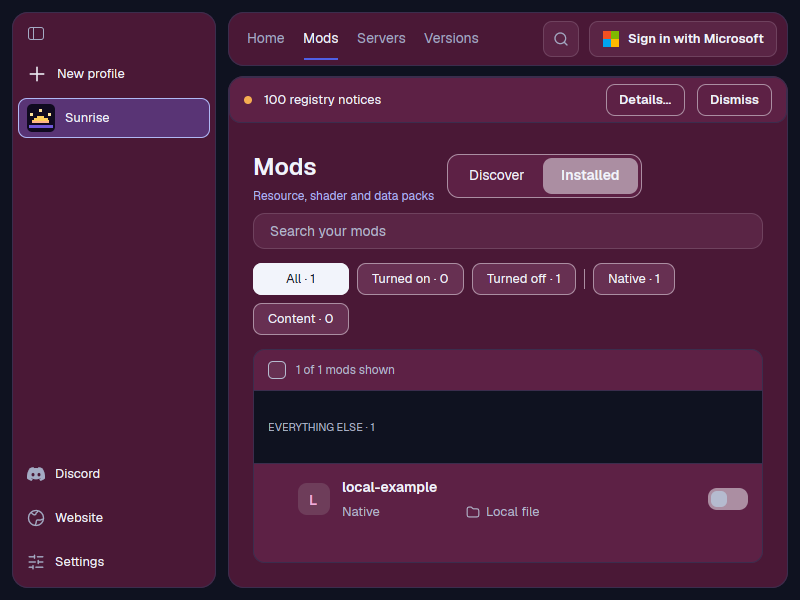 Home Mods Servers Versions
Sign in with Microsoft
New profile
Sunrise
100 registry notices
Details...
Dismiss
Mods
Resource, shader and data packs
Discover
Installed
Search your mods
All · 1
Turned on · 0
Turned off · 1
Native · 1
Content · 0
1 of 1 mods shown
EVERYTHING ELSE · 1
L
local-example
Native
Local file
Discord
Website
Settings